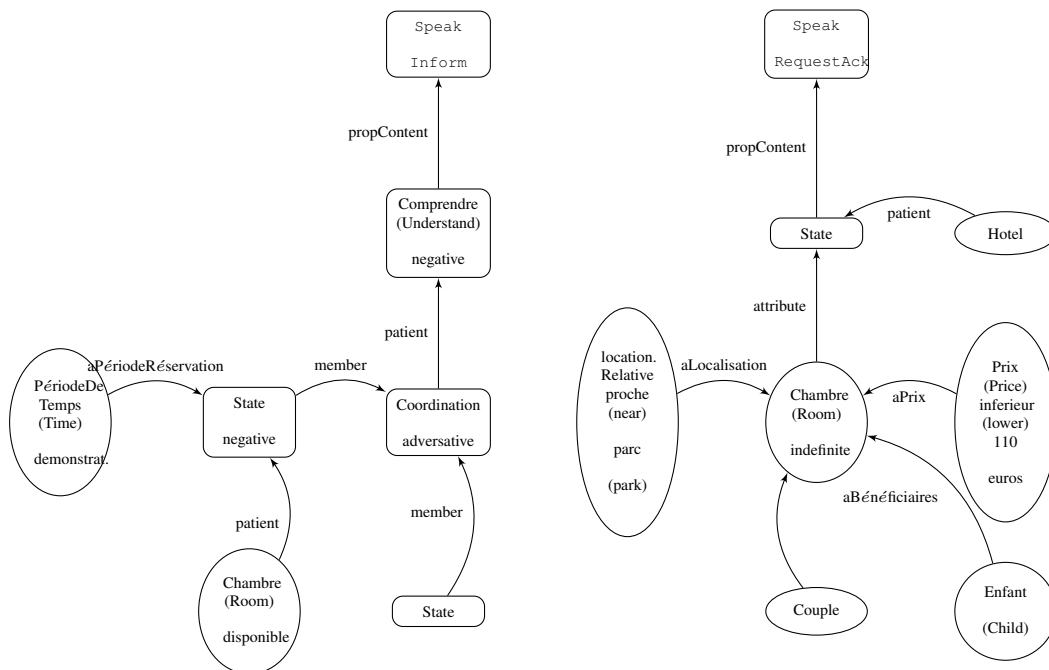 Speak
Inform
propContent
Comprendre
(Understand)
negative
patient
aPériodeRéservation
member
PériodeDe
Temps
(Time)
demonstrat.
State
negative
Coordination
adversative
patient
member
Chambre
(Room)
disponible
State
Speak
RequestAck
propContent
patient
State
Hotel
attribute
location.
Relative
proche
(near)
parc
(park)
aLocalisation
Chambre
(Room)
indefinite
aPrix
Prix
(Price)
inferieur
(lower)
110
euros
aBénéficiaires
Couple
Enfant
(Child)